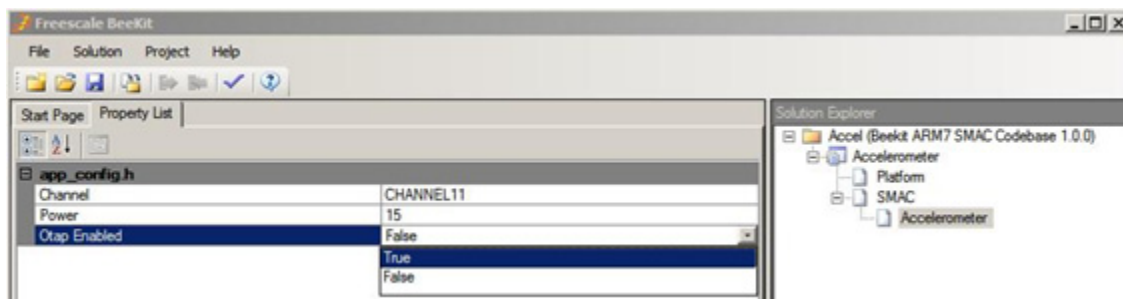 Freescale BeeKit
File Solution Project Help
Start Page Property List
app_config.h
Channel CHANNEL11
Power 15
Otap Enabled False
True
False
Solution Explorer
Accel (Beekit ARM7 SMAC Codebase 1.0.0)
Accelerometer
Platform
SMAC
Accelerometer